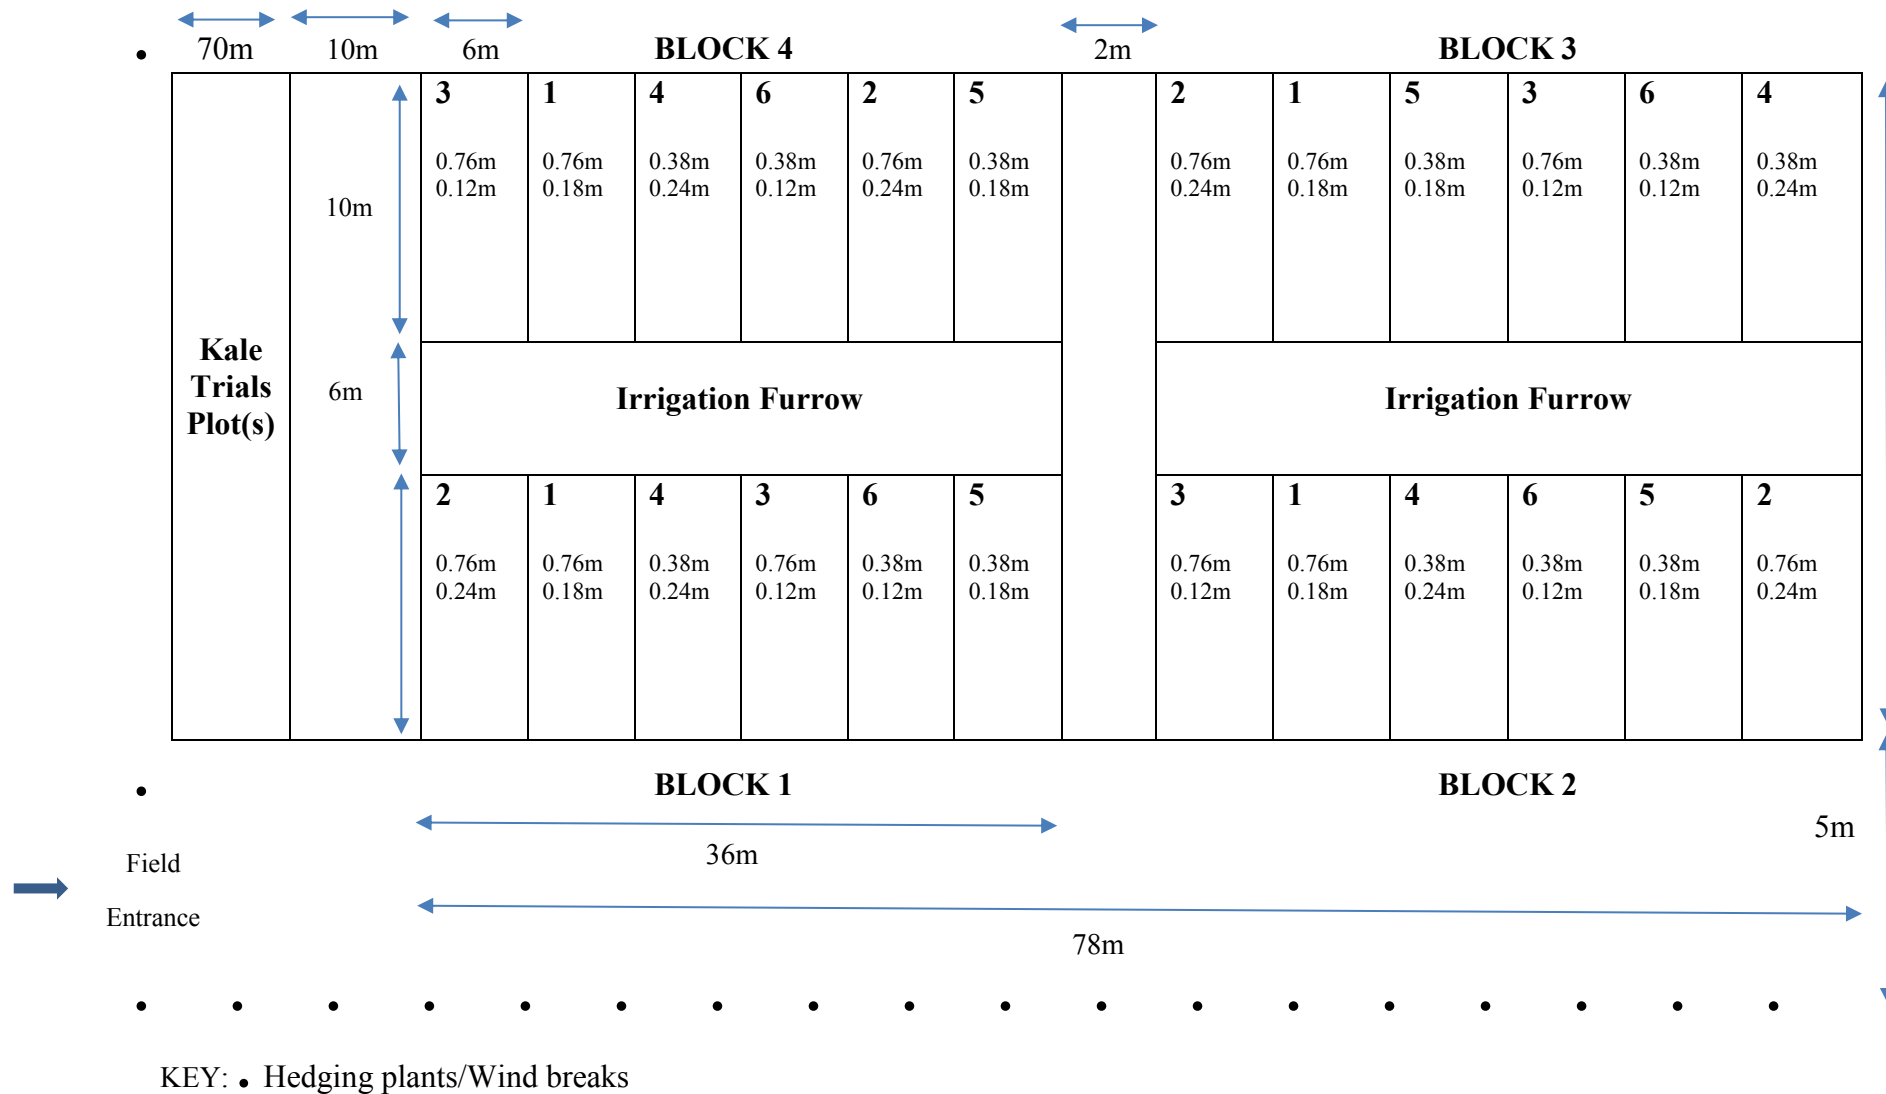 70m 10m 6m BLOCK 4 2m BLOCK 3
3 1 4 6 2 5 2 1 5 3 6 4
0.76m 0.76m 0.38m 0.38m 0.76m 0.38m 0.76m 0.76m 0.38m 0.76m 0.38m 0.38m
0.12m 0.18m 0.24m 0.12m 0.24m 0.18m 0.24m 0.18m 0.18m 0.12m 0.12m 0.24m
10m
Kale
Trials
Plot(s)
6m
Irrigation Furrow Irrigation Furrow
2 1 4 3 6 5 3 1 4 6 5 2
0.76m 0.76m 0.38m 0.76m 0.38m 0.38m 0.76m 0.76m 0.38m 0.38m 0.38m 0.76m
0.24m 0.18m 0.24m 0.12m 0.12m 0.18m 0.12m 0.18m 0.24m 0.12m 0.18m 0.24m
BLOCK 1 BLOCK 2
5m
36m
Field
Entrance
78m
KEY: • Hedging plants/Wind breaks